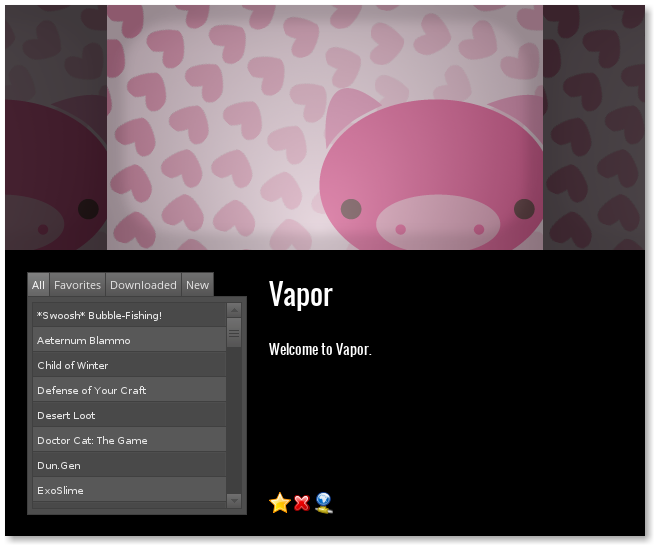 All Favorites Downloaded New
*Swoosh* Bubble-Fishing!
Aeternum Blammo
Child of Winter
Defense of Your Craft
Desert Loot
Doctor Cat: The Game
Dun.Gen
ExoSlime
Vapor
Welcome to Vapor.